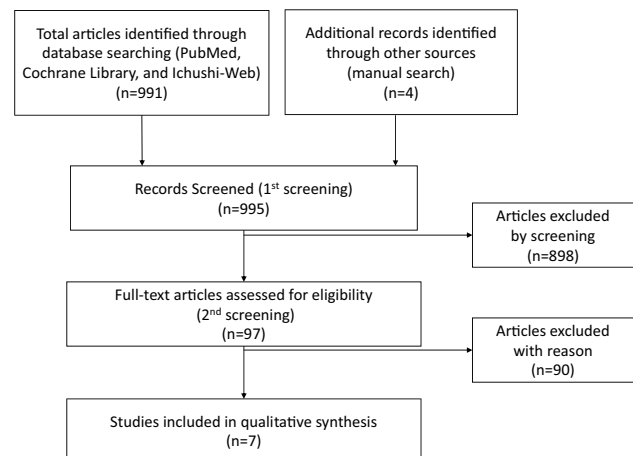 Total articles identified through
database searching (PubMed,
Cochrane Library, and Ichushi-Web)
(n=991)
Additional records identified
through other sources
(manual search)
(n=4)
Records Screened (1st screening)
(n=995)
Articles excluded
by screening
(n=898)
Full-text articles assessed for eligibility
(2nd screening)
(n=97)
Articles excluded
with reason
(n=90)
Studies included in qualitative synthesis
(n=7)